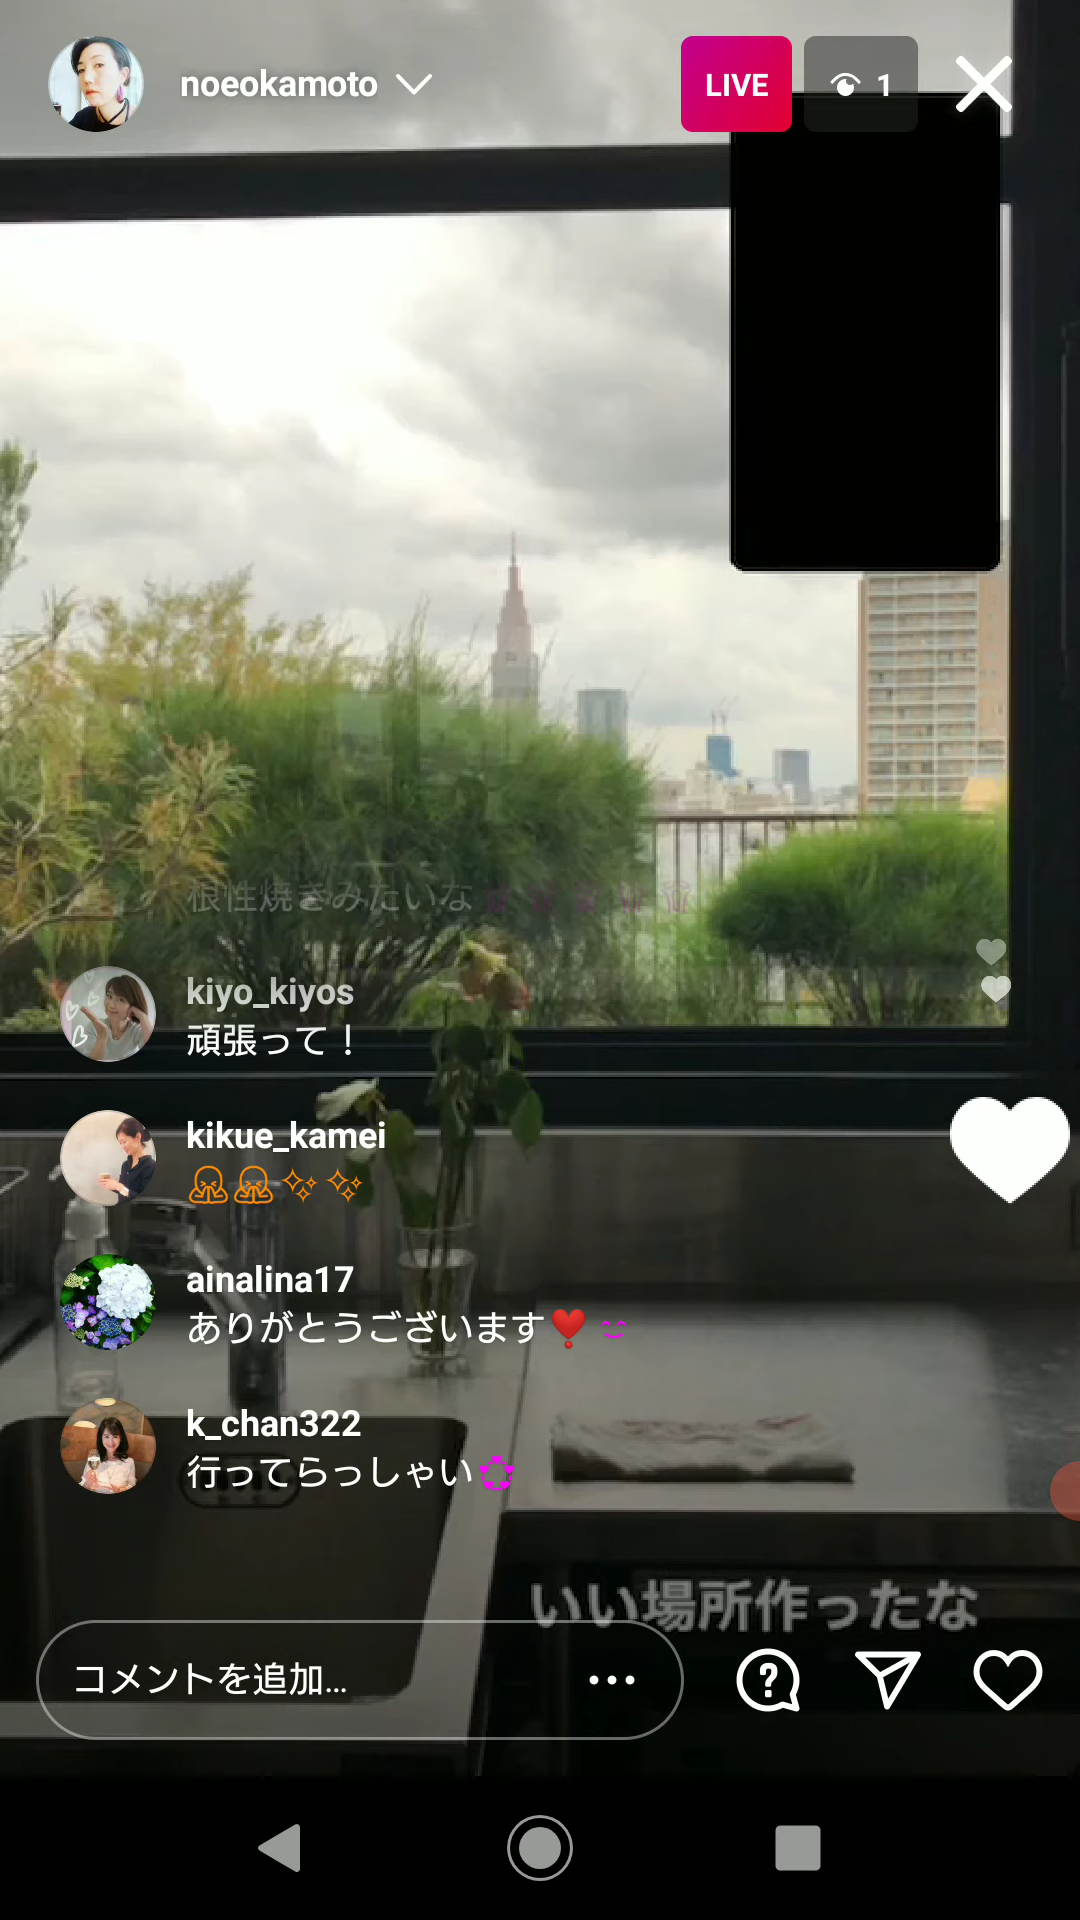 noeokamoto
LIVE
1
根性焼きみたいな
kiyo_kiyos
頑張って！
kikue_kamei
ainalina17
ありがとうございます❣️
k_chan322
行ってらっしゃい
いい場所作ったな
コメントを追加...